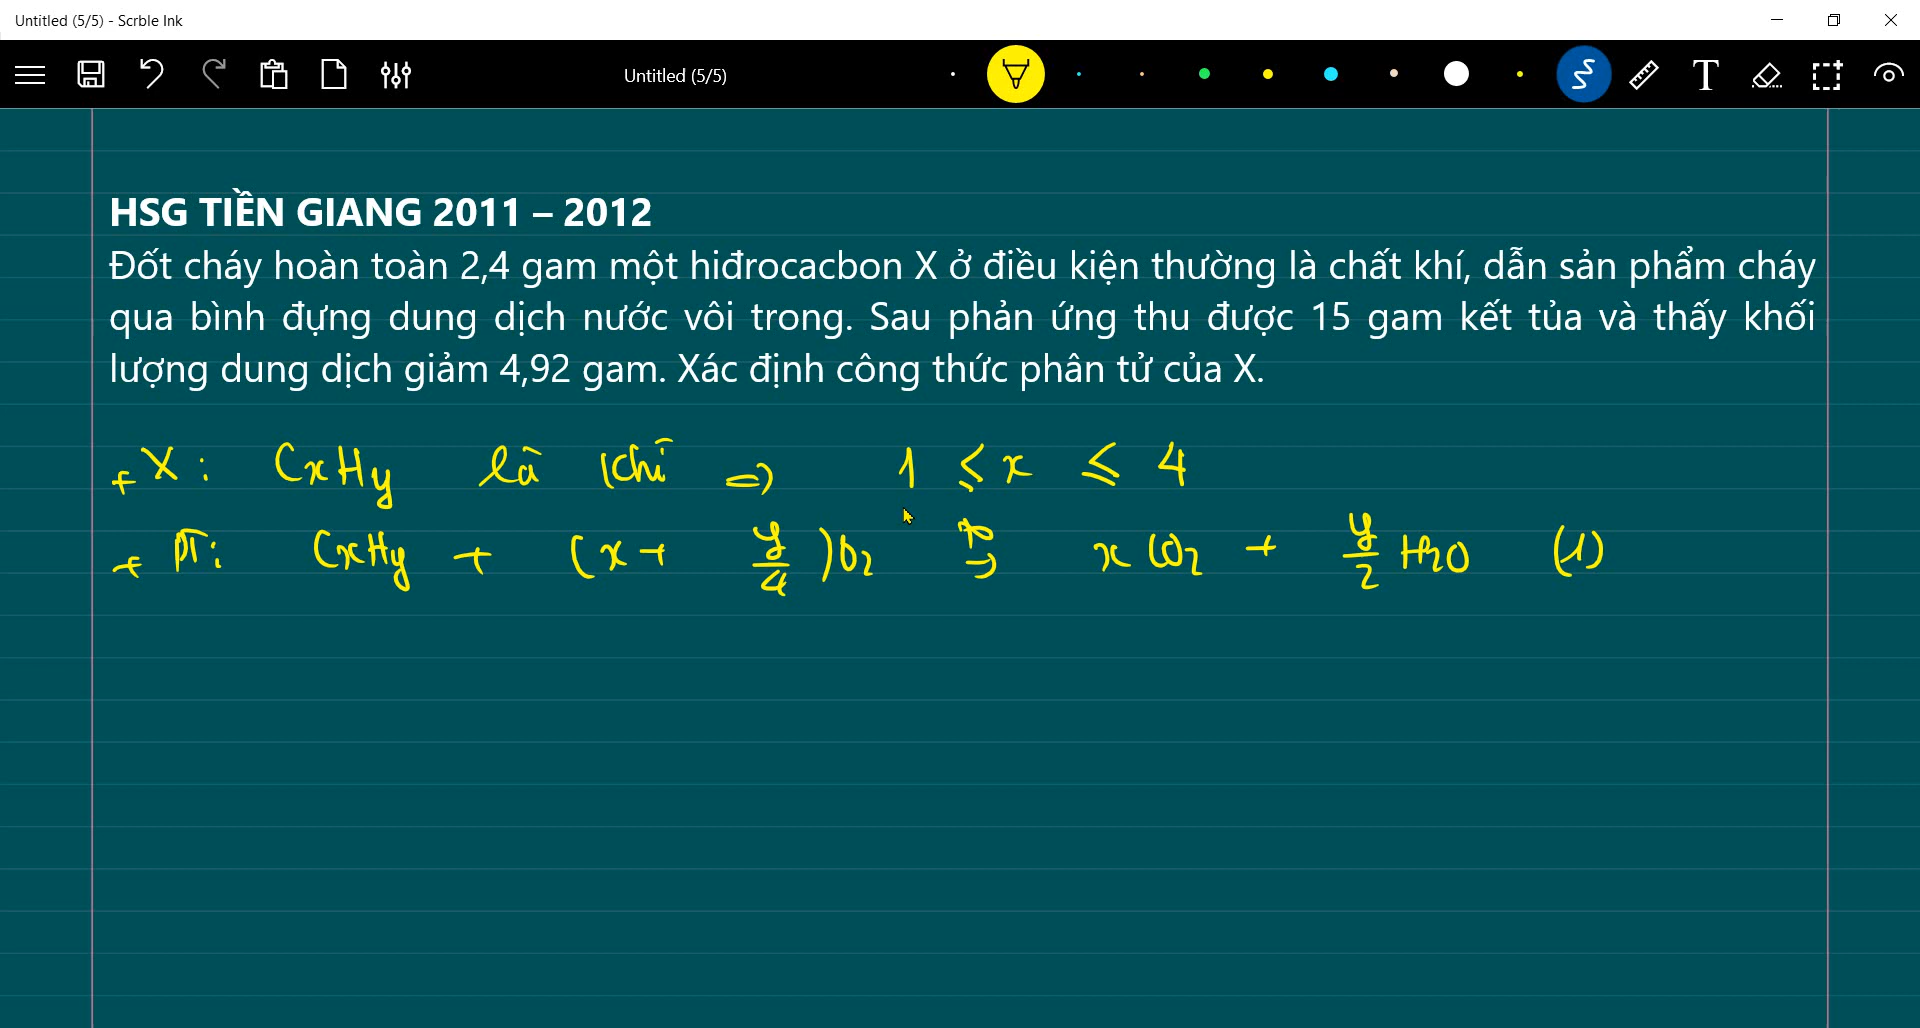 Untitled (5/5) - Scrble Ink
Untitled (5/5)
T
HSG TIỀN GIANG 2011 – 2012
Đốt cháy hoàn toàn 2,4 gam một hiđrocacbon X ở điều kiện thường là chất khí, dẫn sản phẩm cháy
qua bình đựng dung dịch nước vôi trong. Sau phản ứng thu được 15 gam kết tủa và thấy khối
lượng dung dịch giảm 4,92 gam. Xác định công thức phân tử của X.
+ X: CxHy là khí => 1 ≤ x ≤ 4
+ PT: CxHy + (x + y/4)O2 t° → xCO2 + y/2 H2O (1)